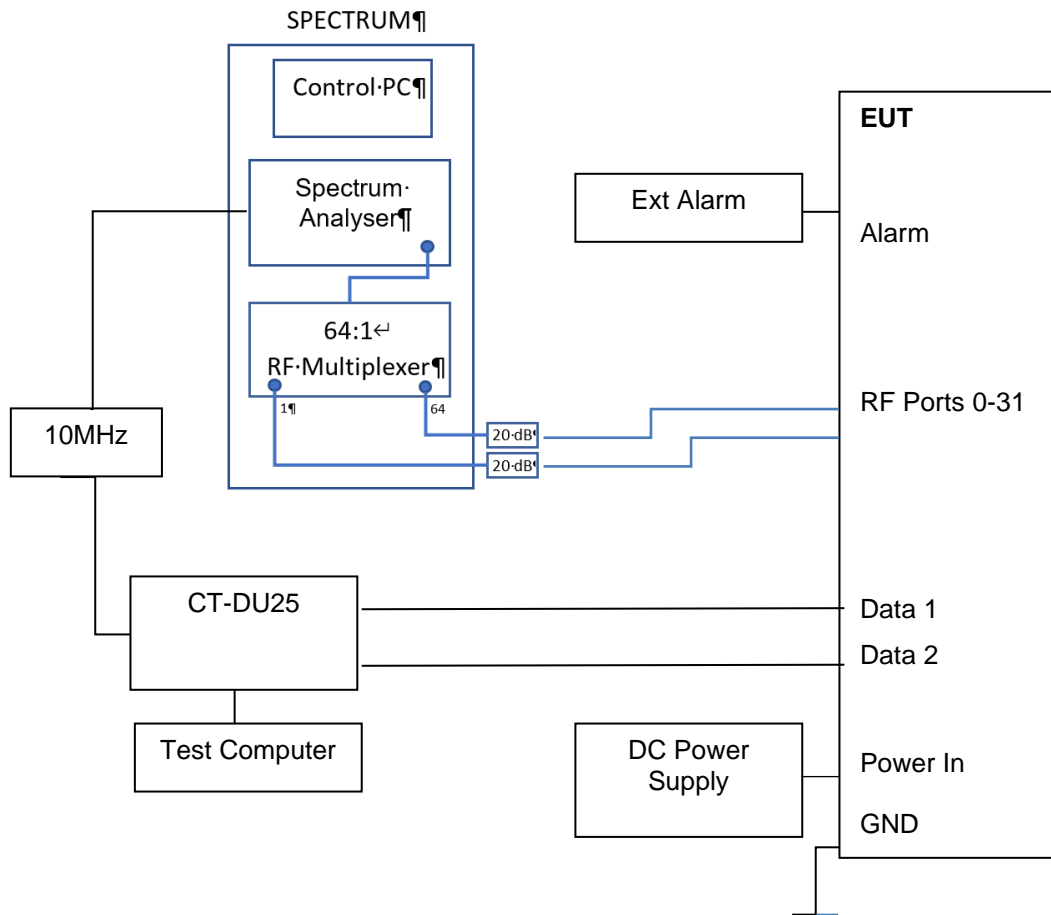 SPECTRUM¶
Control·PC¶
Spectrum·
Analyser¶
64:1↵
RF·Multiplexer¶
1¶
64
20·dB¶
20·dB¶
10MHz
CT-DU25
Test Computer
Ext Alarm
DC Power
Supply
EUT
Alarm
RF Ports 0-31
Data 1
Data 2
Power In
GND